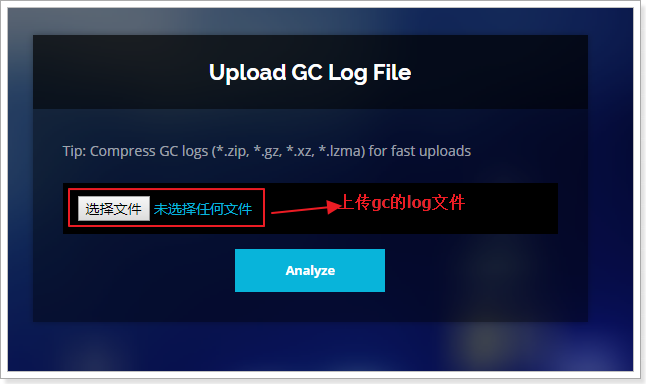 Upload GC Log File
Tip: Compress GC logs (*.zip, *.gz, *.xz, *.lzma) for fast uploads
选择文件 未选择任何文件 上传gc的log文件
Analyze